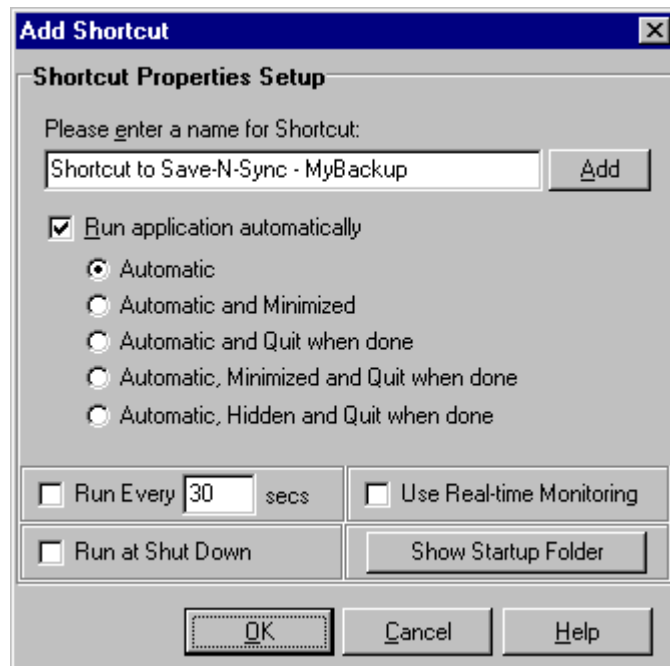 Add Shortcut
Shortcut Properties Setup
Please enter a name for Shortcut:
Shortcut to Save-N-Sync - MyBackup
Add
Run application automatically
Automatic
Automatic and Minimized
Automatic and Quit when done
Automatic, Minimized and Quit when done
Automatic, Hidden and Quit when done
Run Every 30 secs
Use Real-time Monitoring
Run at Shut Down
Show Startup Folder
OK
Cancel
Help